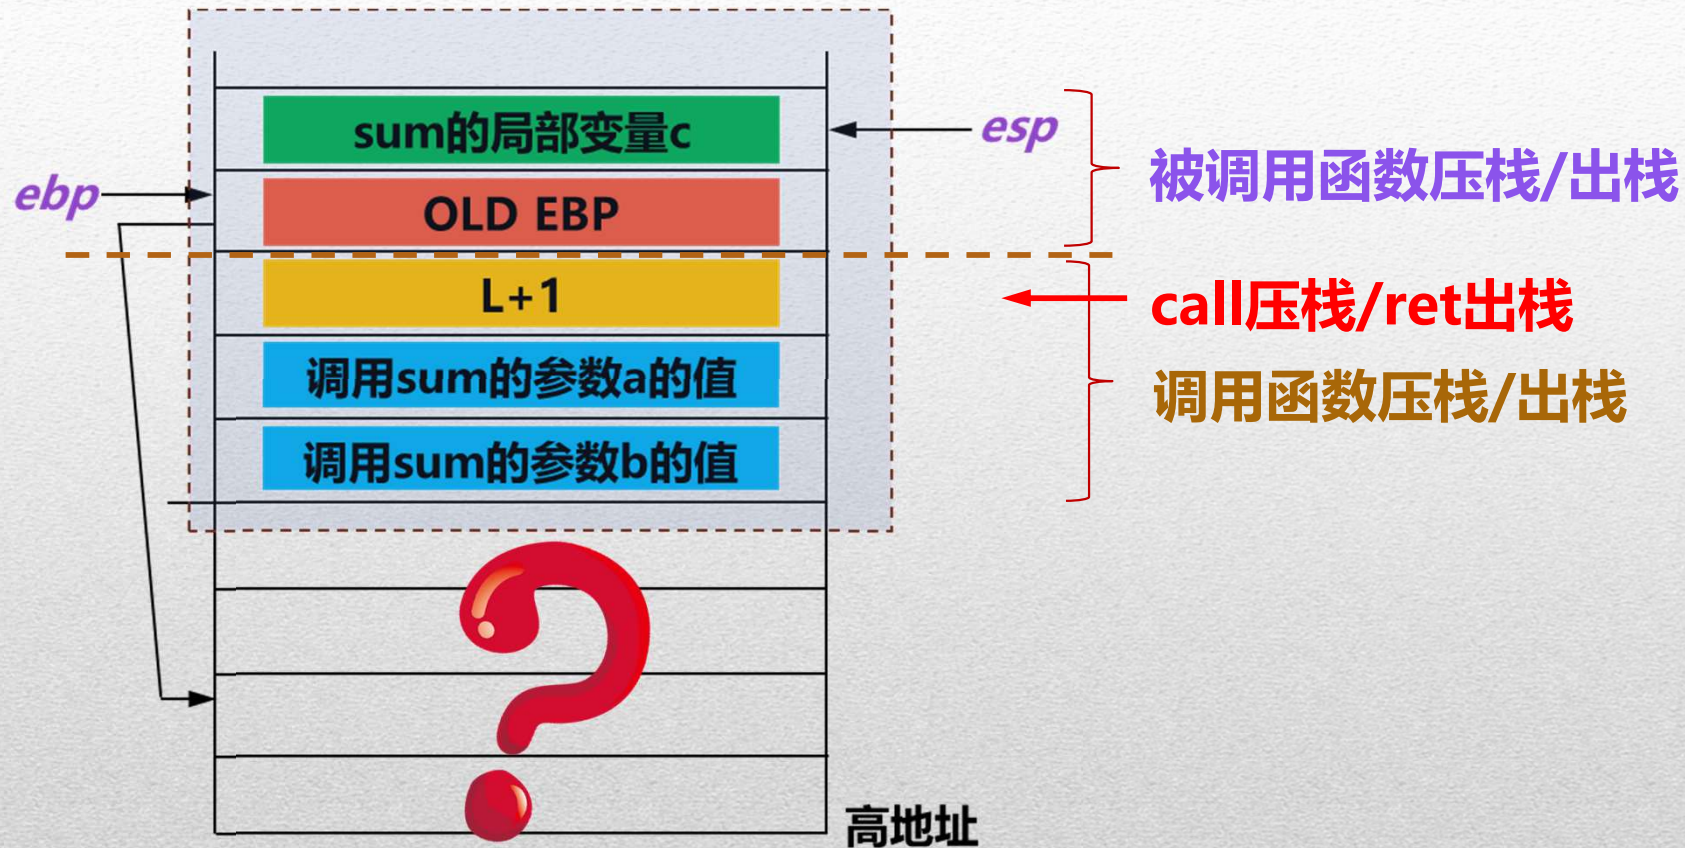 sum的局部变量c
esp
被调用函数压栈/出栈
ebp
OLD EBP
L+1
call压栈/ret出栈
调用sum的参数a的值
调用函数压栈/出栈
调用sum的参数b的值
?
高地址